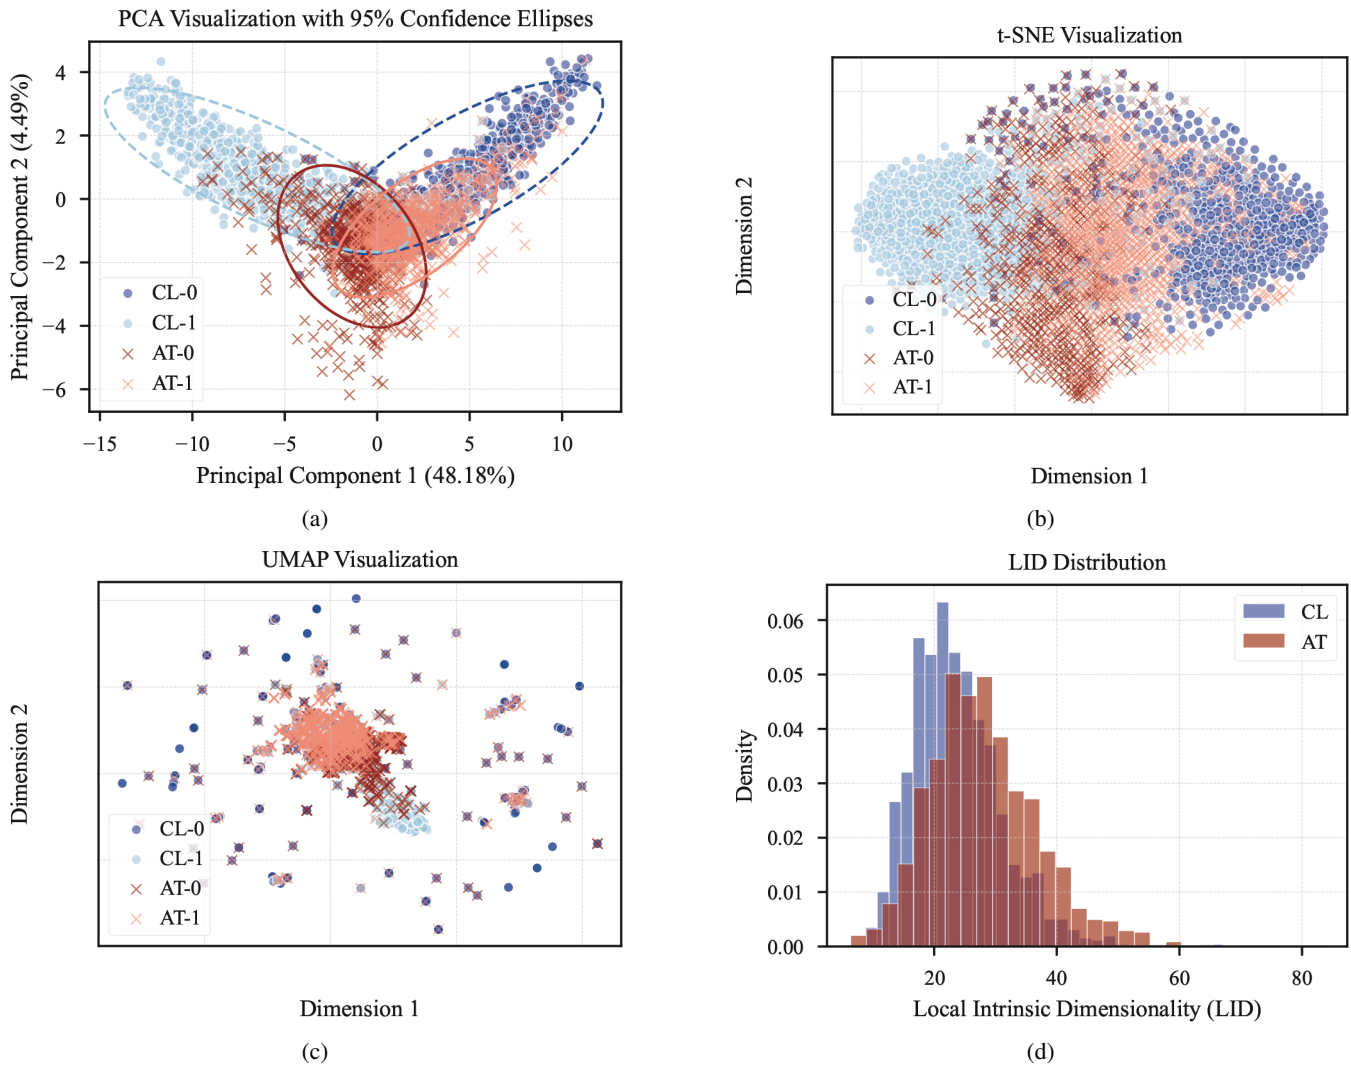 PCA Visualization with 95% Confidence Ellipses
Principal Component 2 (4.49%)
4
2
0
−2
−4
−6
CL-0
CL-1
AT-0
AT-1
−15
−10
−5
0
5
10
Principal Component 1 (48.18%)
(a)
t-SNE Visualization
Dimension 2
CL-0
CL-1
AT-0
AT-1
Dimension 1
(b)
UMAP Visualization
Dimension 2
CL-0
CL-1
AT-0
AT-1
Dimension 1
(c)
LID Distribution
Density
0.06
0.05
0.04
0.03
0.02
0.01
0.00
CL
AT
20
40
60
80
Local Intrinsic Dimensionality (LID)
(d)